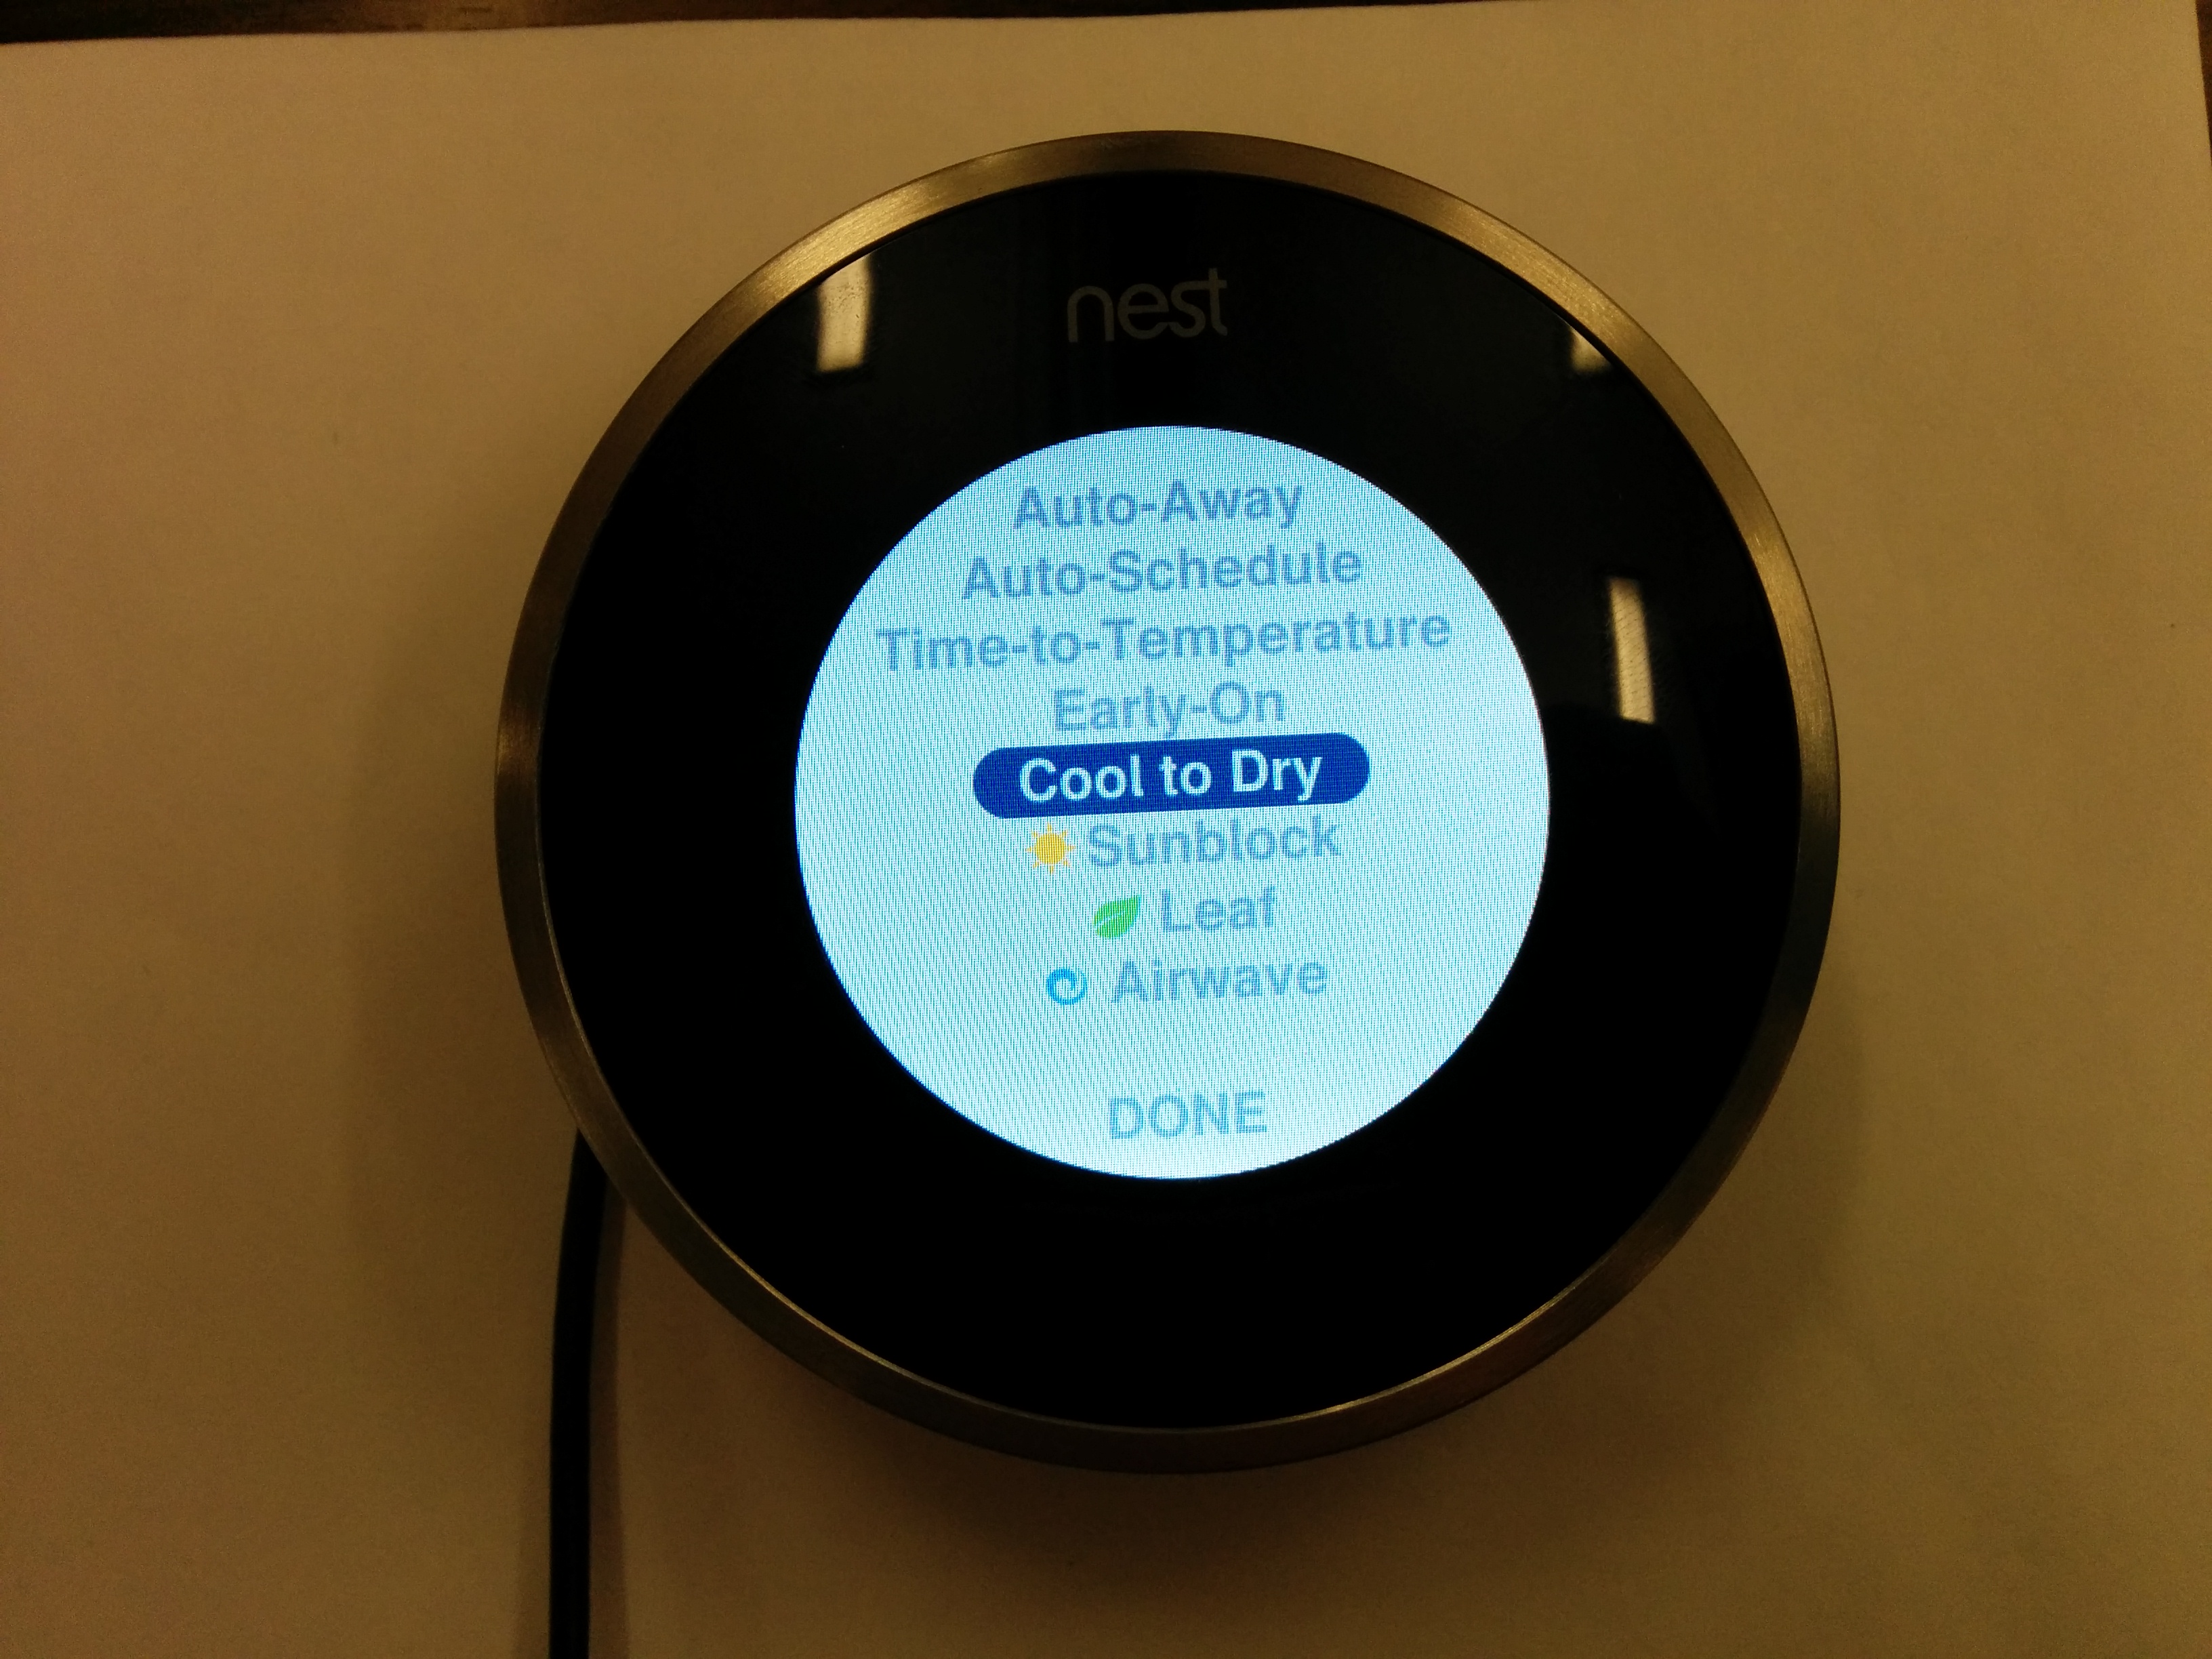 nest
Auto-Away
Auto-Schedule
Time-to-Temperature
Early-On
Cool to Dry
Sunblock
Leaf
Airwave
DONE